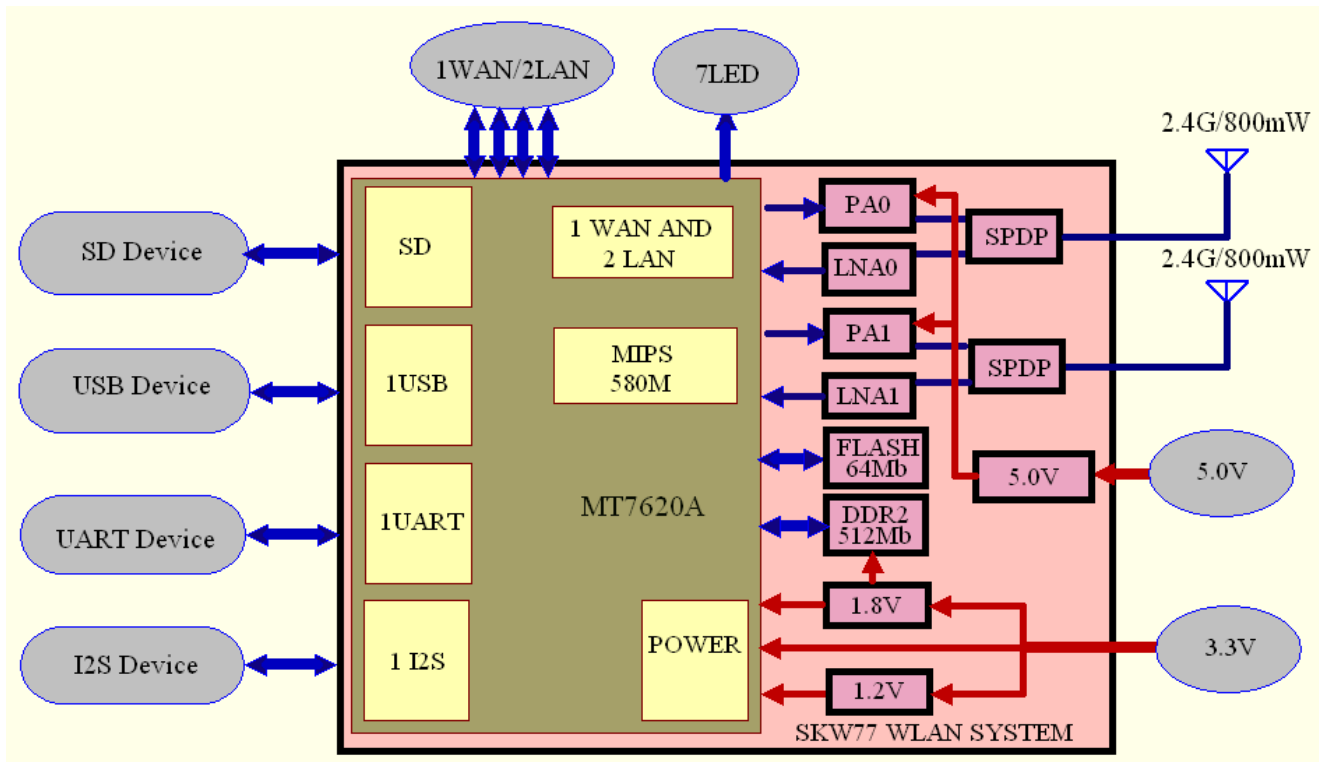 1WAN/2LAN
7LED
2.4G/800mW
SD Device
SD
1 WAN AND
2 LAN
PA0
SPDP
LNA0
2.4G/800mW
USB Device
1USB
MIPS
580M
PA1
SPDP
LNA1
FLASH
64Mb
5.0V
5.0V
UART Device
1UART
MT7620A
DDR2
512Mb
1.8V
I2S Device
1 I2S
POWER
3.3V
1.2V
SKW77 WLAN SYSTEM